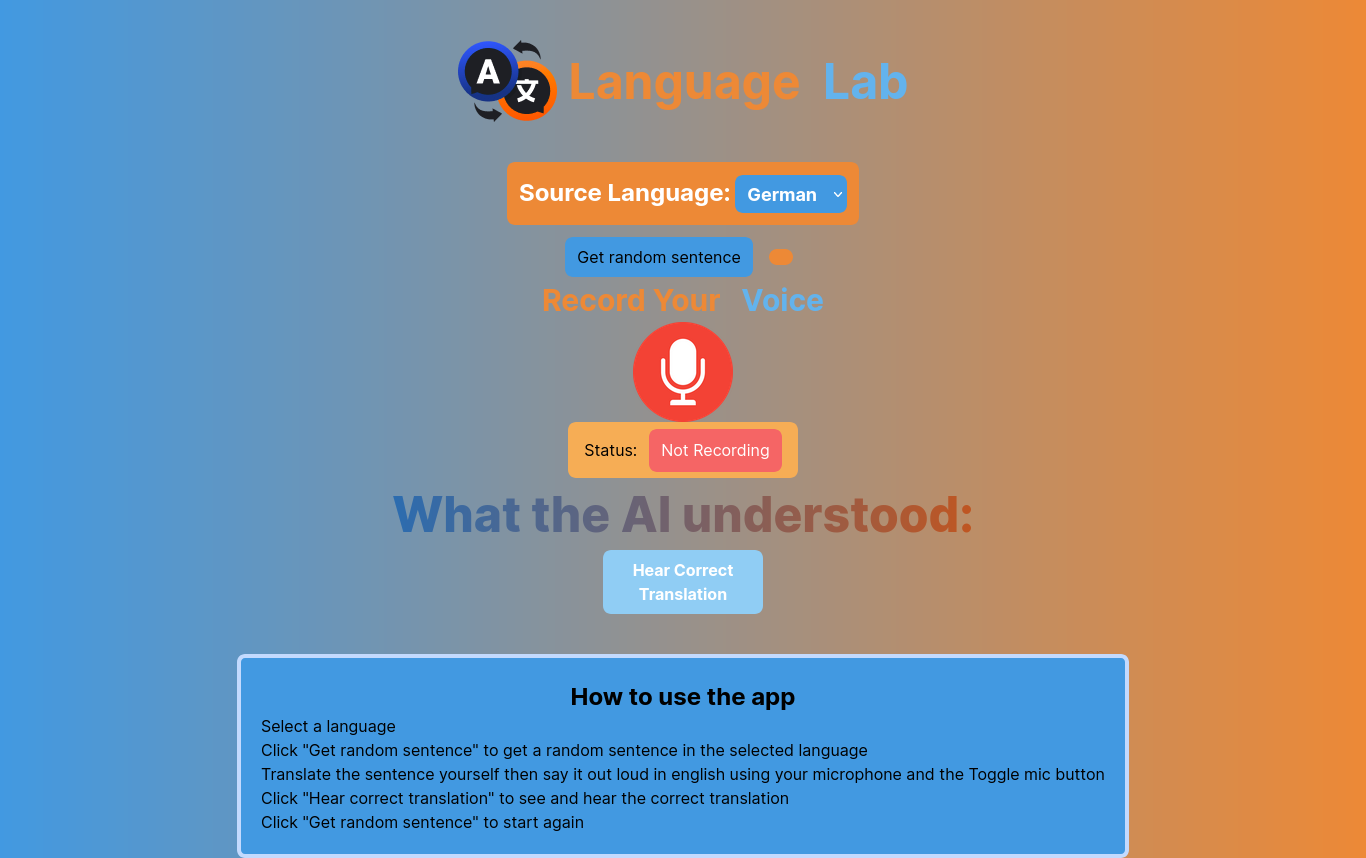 A
文
Language Lab
Source Language: German
Get random sentence
Record Your Voice
Status: Not Recording
What the AI understood:
Hear Correct
Translation
How to use the app
Select a language
Click "Get random sentence" to get a random sentence in the selected language
Translate the sentence yourself then say it out loud in english using your microphone and the Toggle mic button
Click "Hear correct translation" to see and hear the correct translation
Click "Get random sentence" to start again